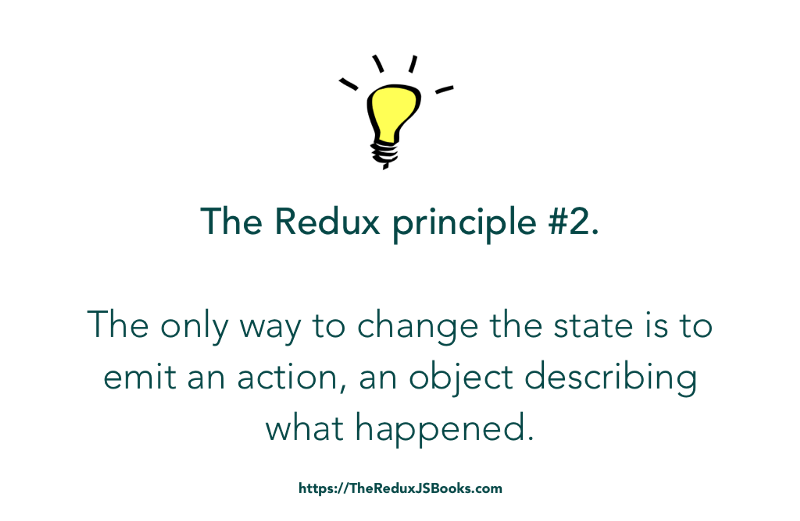 The Redux principle #2.
The only way to change the state is to
emit an action, an object describing
what happened.
https://TheReduxJSBooks.com